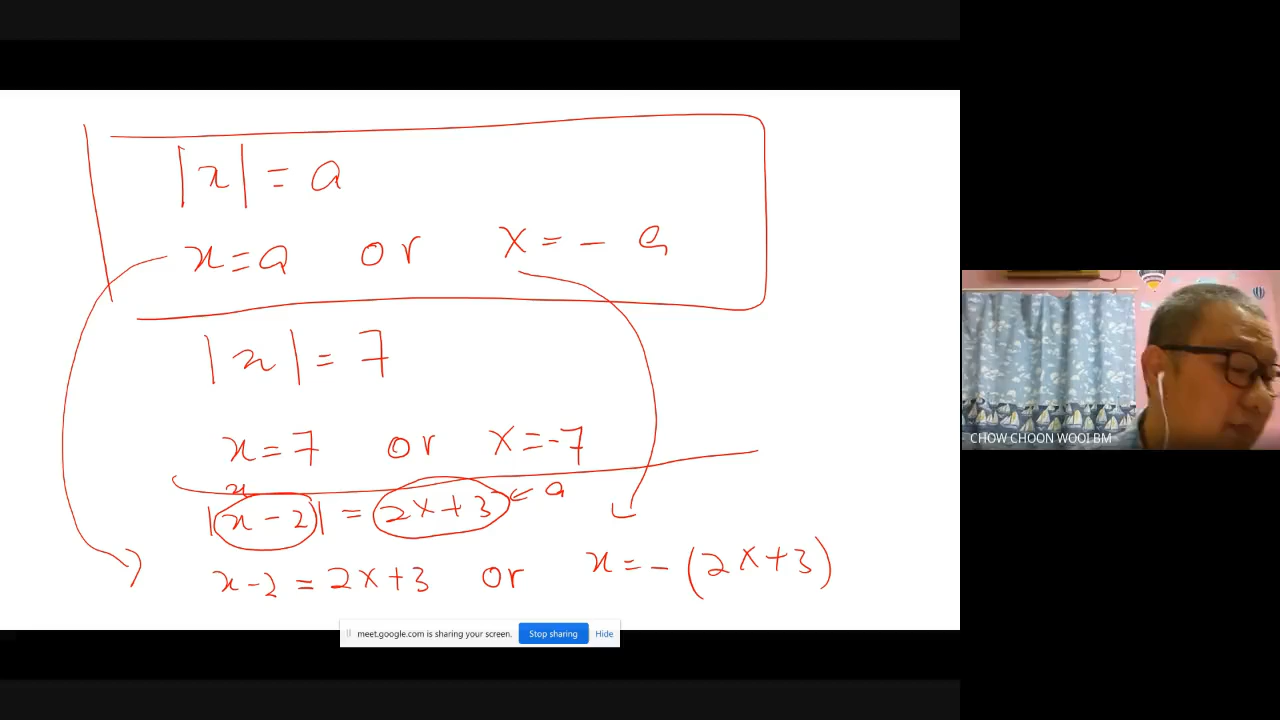 |x| = a
x = a or x = - a
|x| = 7
x = 7 or x = -7
x
|x - 2| = 2x + 3 ← a
x - 2 = 2x + 3 or x = - (2x + 3)
CHOW CHOON WOOI BM
meet.google.com is sharing your screen. Stop sharing Hide